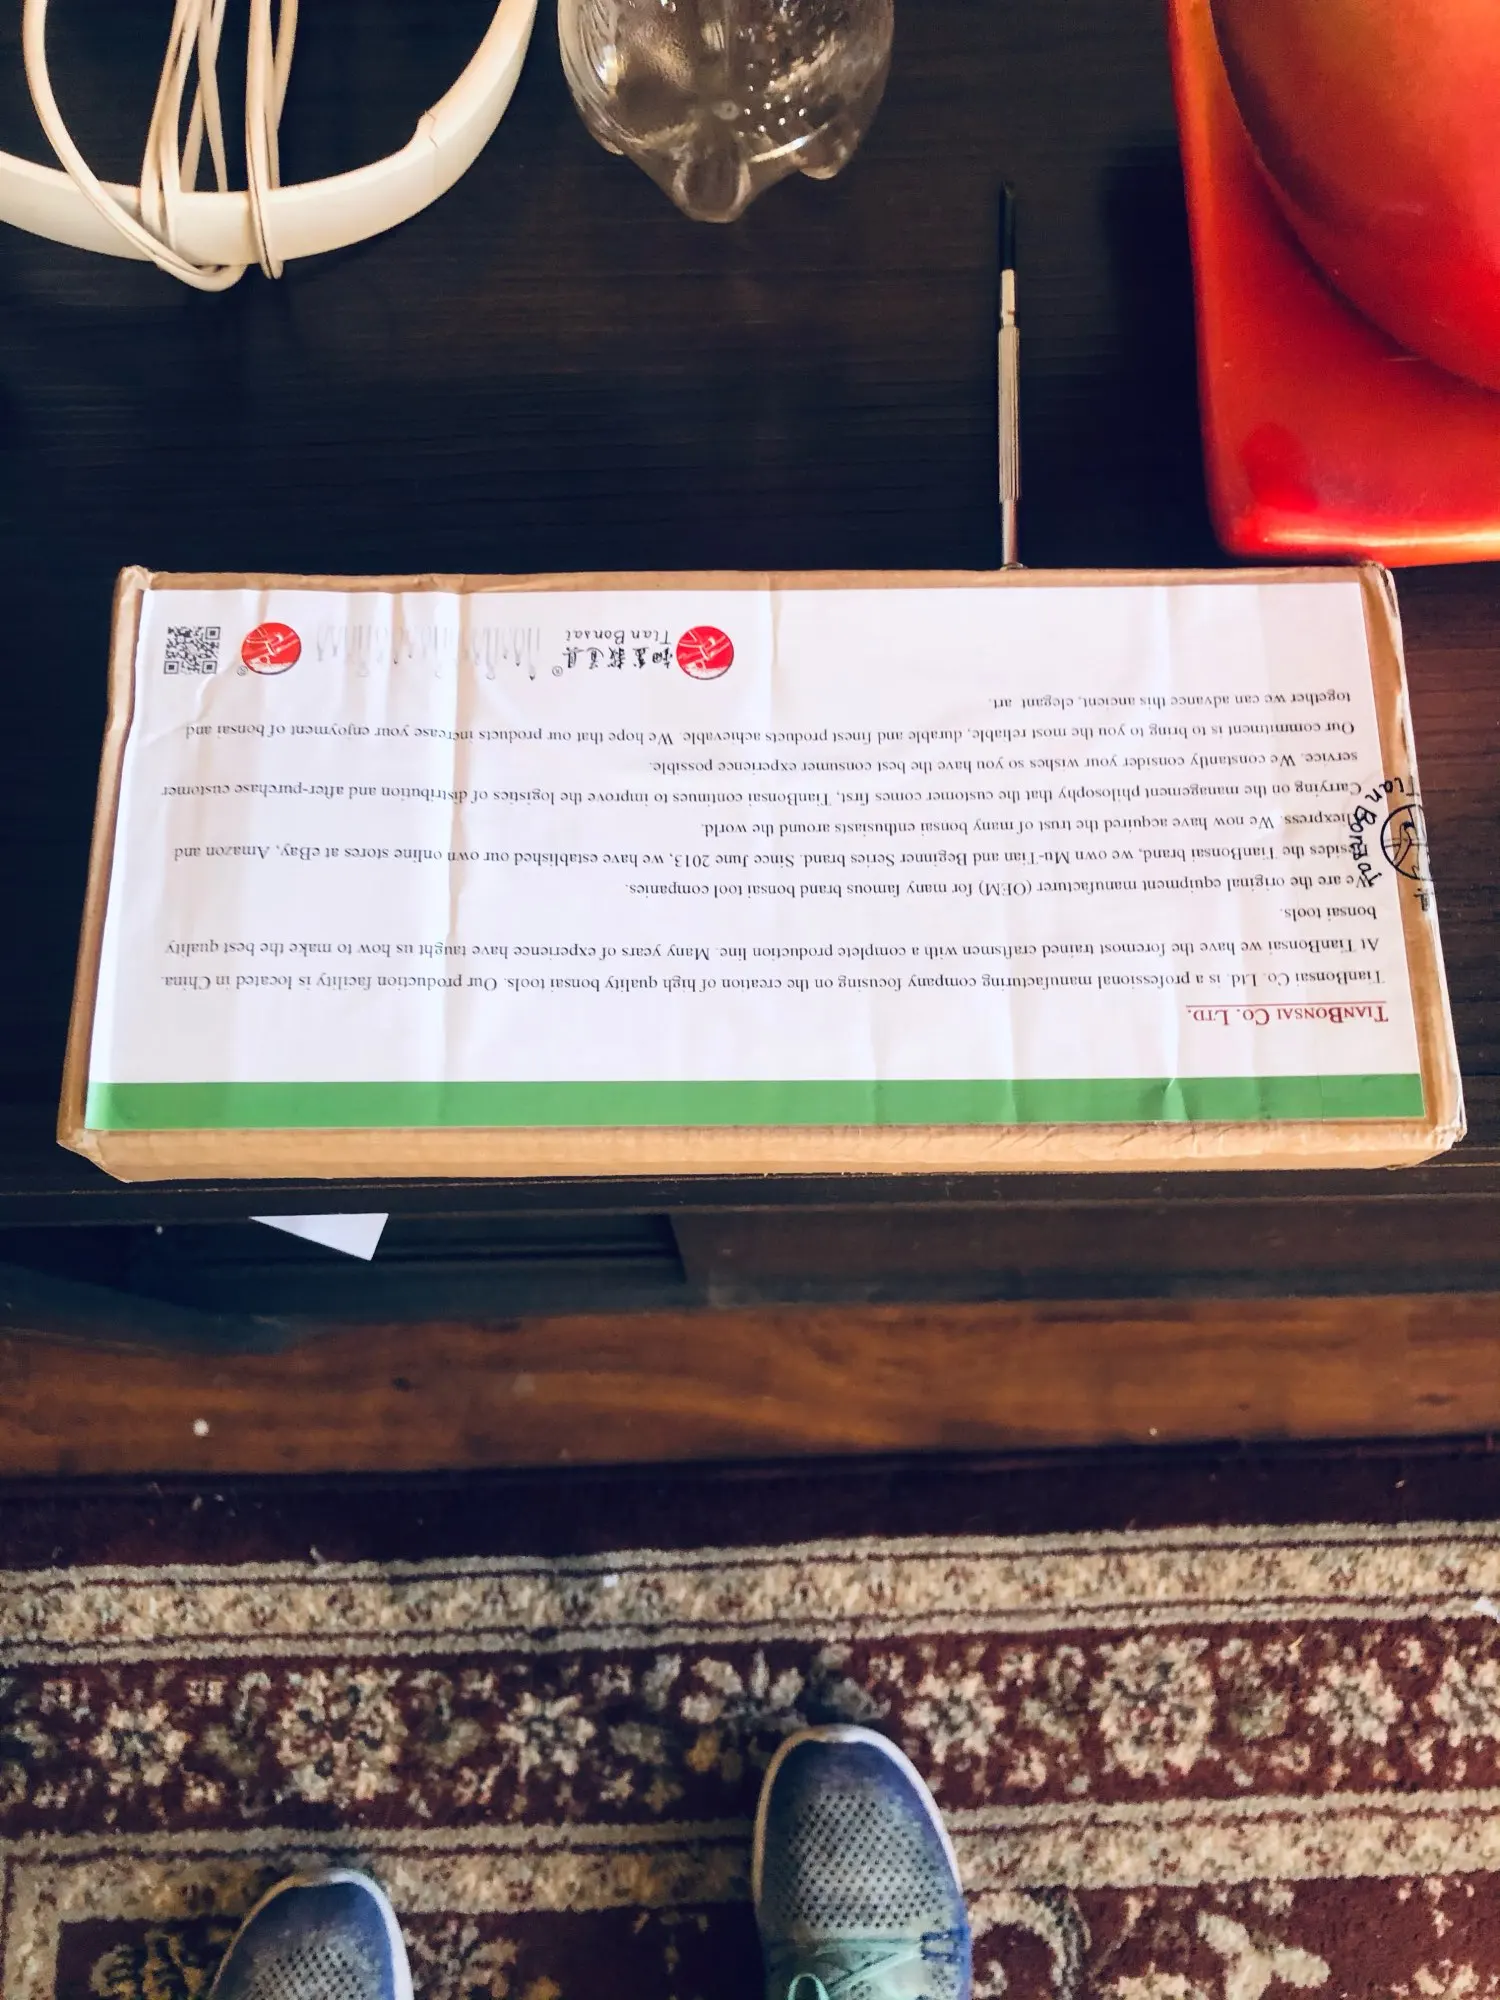 TIANBONSAI CO. LTD.
TianBonsai Co. Ltd. is a professional manufacturing company focusing on the creation of high quality bonsai tools. Our production facility is located in China.
At TianBonsai we have the foremost trained craftsmen with a complete production line. Many years of experience have taught us how to make the best quality
bonsai tools.
We are the original equipment manufacturer (OEM) for many famous brand bonsai tool companies.
Besides the TianBonsai brand, we own Mu-Tian and Beginner Series brand. Since June 2013, we have established our own online stores at eBay, Amazon and
liexpress. We now have acquired the trust of many bonsai enthusiasts around the world.
Carrying on the management philosophy that the customer comes first, TianBonsai continues to improve the logistics of distribution and after-purchase customer
service. We constantly consider your wishes so you have the best consumer experience possible.
Our commitment is to bring to you the most reliable, durable and finest products achievable. We hope that our products increase your enjoyment of bonsai and
together we can advance this ancient, elegant art.
TianBonsai
®
®
Tian Bonsai